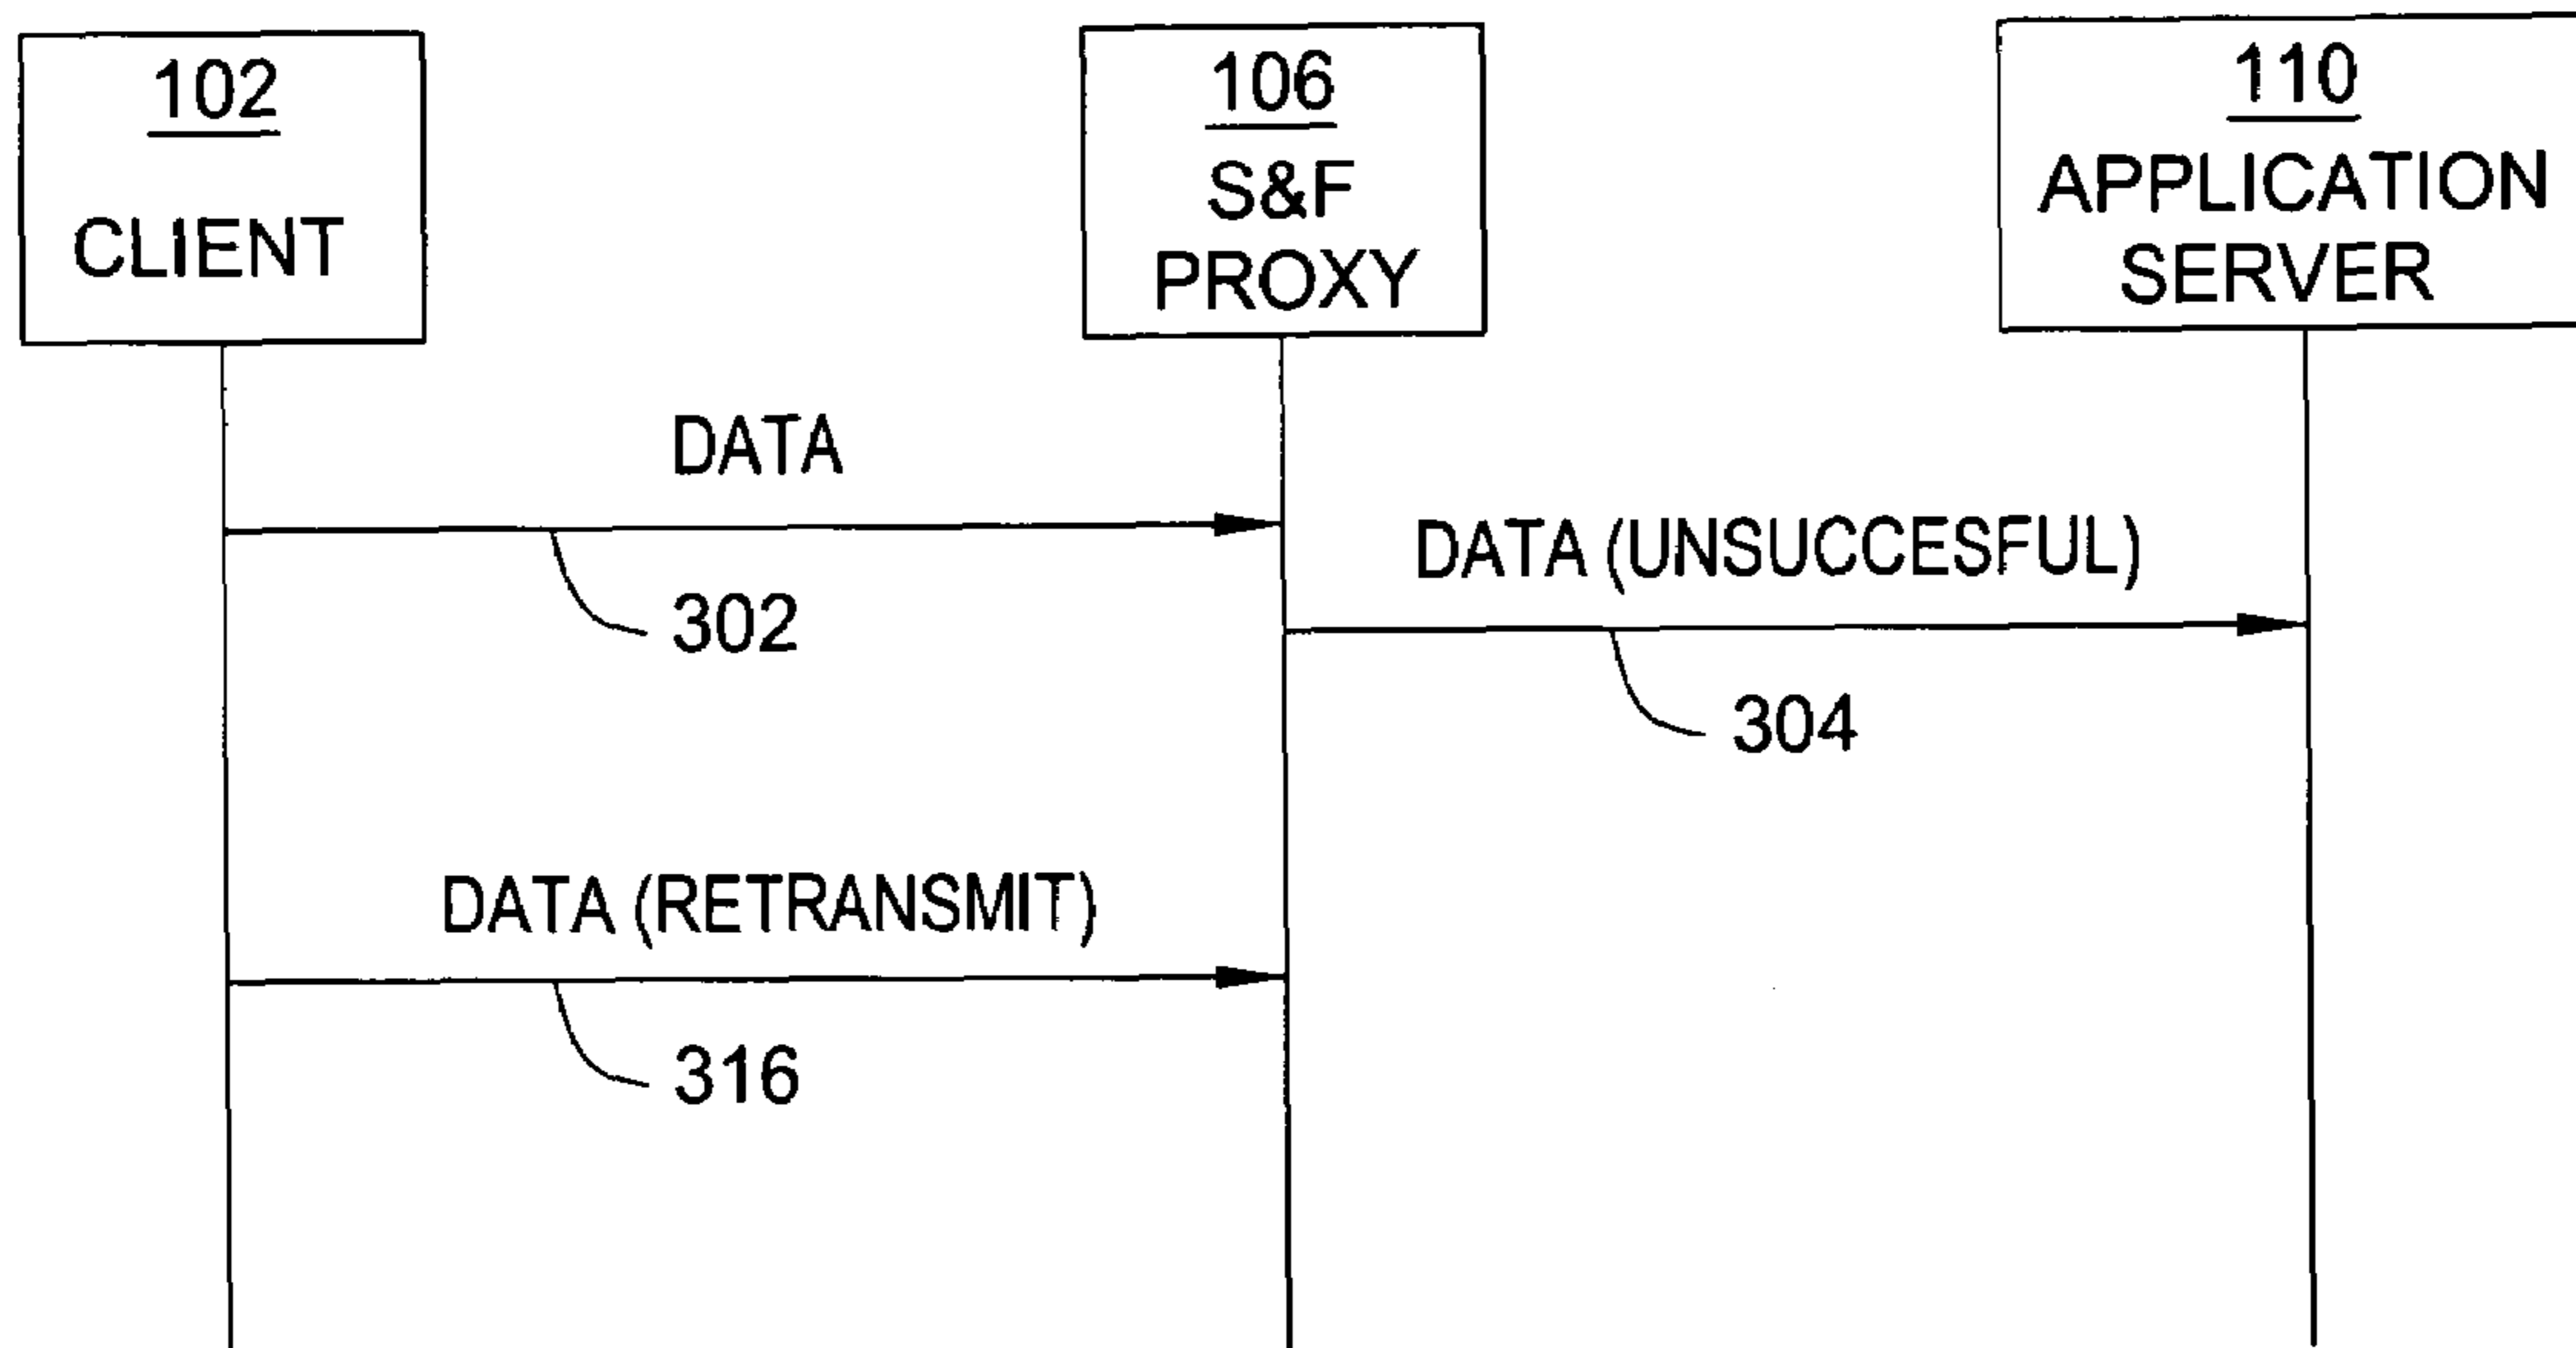 102
CLIENT
106
S&F
PROXY
110
APPLICATION
SERVER
DATA
302
DATA (UNSUCCESFUL)
304
DATA (RETRANSMIT)
316